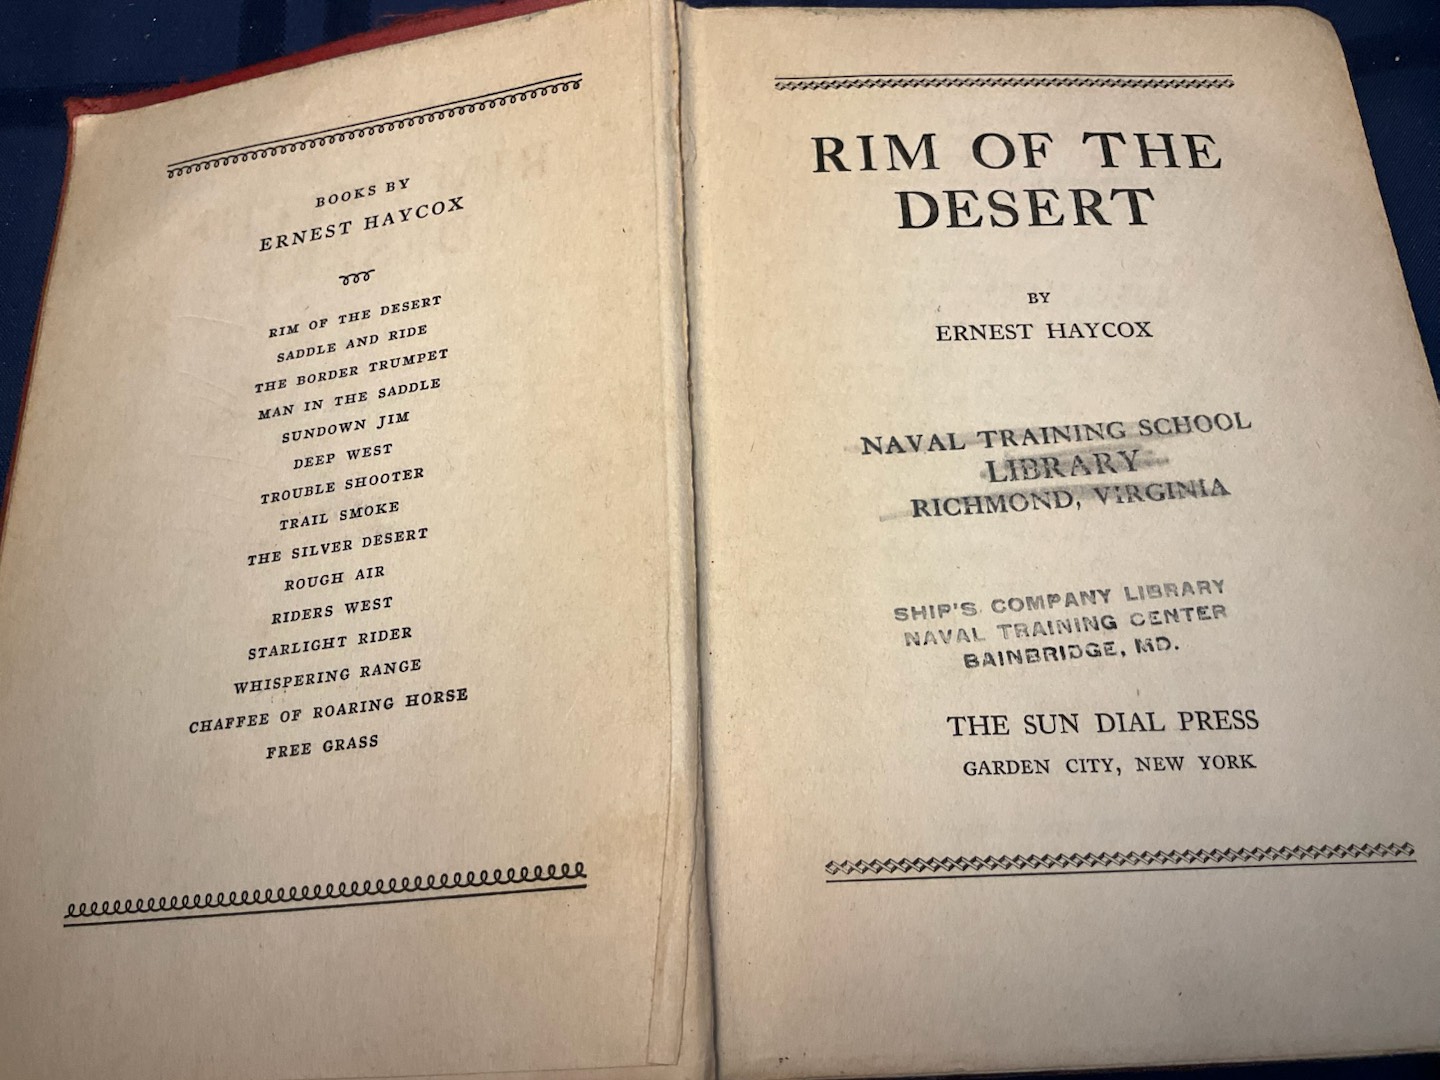 BOOKS BY
ERNEST HAYCOX
RIM OF THE DESERT
SADDLE AND RIDE
THE BORDER TRUMPET
MAN IN THE SADDLE
SUNDOWN JIM
DEEP WEST
TROUBLE SHOOTER
TRAIL SMOKE
THE SILVER DESERT
ROUGH AIR
RIDERS WEST
STARLIGHT RIDER
WHISPERING RANGE
CHAFFEE OF ROARING HORSE
FREE GRASS
RIM OF THE
DESERT
BY
ERNEST HAYCOX
NAVAL TRAINING SCHOOL
LIBRARY
RICHMOND, VIRGINIA
SHIP'S COMPANY LIBRARY
NAVAL TRAINING CENTER
BAINBRIDGE, MD.
THE SUN DIAL PRESS
GARDEN CITY, NEW YORK